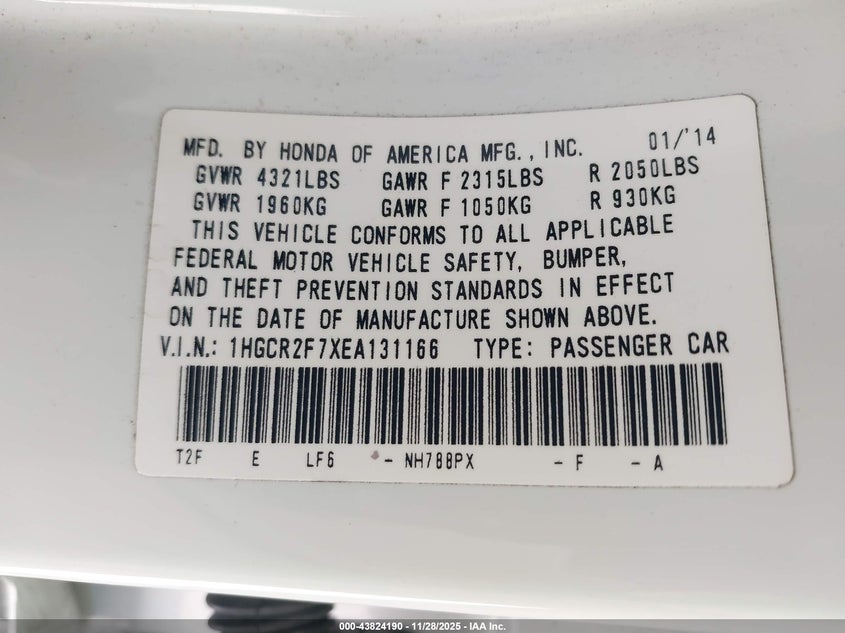 MFD. BY HONDA OF AMERICA MFG., INC. 01/'14
GVWR 4321LBS GAWR F 2315LBS R 2050LBS
GVWR 1960KG GAWR F 1050KG R 930KG
THIS VEHICLE CONFORMS TO ALL APPLICABLE
FEDERAL MOTOR VEHICLE SAFETY, BUMPER,
AND THEFT PREVENTION STANDARDS IN EFFECT
ON THE DATE OF MANUFACTURE SHOWN ABOVE.
V.I.N.: 1HGCR2F7XEA131166 TYPE: PASSENGER CAR
T2F E LF6 - NH788PX - F - A
000-43824190 - 11/28/2025 - IAA Inc.